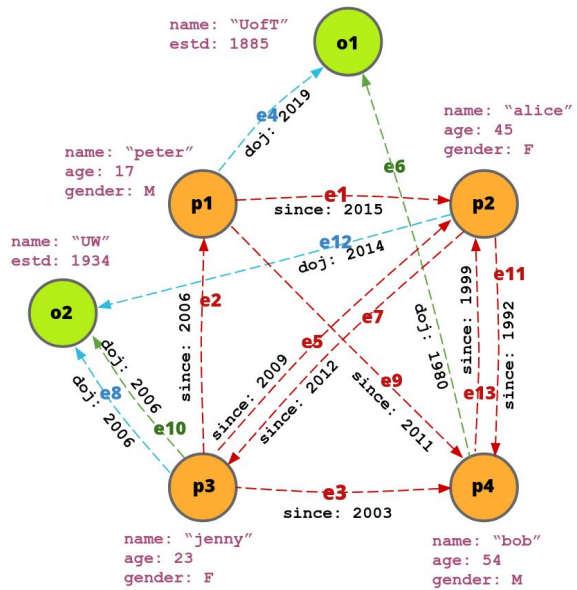 name: “UofT”
estd: 1885
o1
e4
doj: 2019
name: “alice”
age: 45
gender: F
name: “peter”
age: 17
gender: M
e6
p1
e1
since: 2015
p2
name: “UW”
estd: 1934
e12
doj: 2014
o2
e2
since: 2006
e11
since: 1999
since: 1992
e5
e7
doj: 1980
since: 2009
since: 2012
e9
since: 2011
e13
e8
doj: 2006
e10
doj: 2006
p3
e3
since: 2003
p4
name: “jenny”
age: 23
gender: F
name: “bob”
age: 54
gender: M